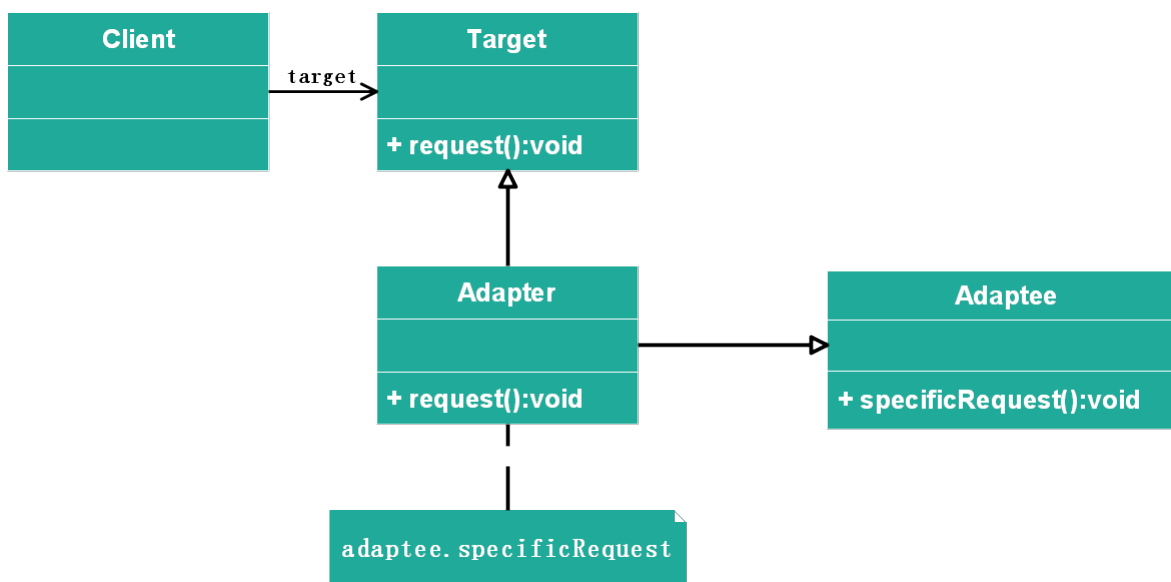 Client
Target
target
+ request():void
Adapter
+ request():void
Adaptee
+ specificRequest():void
adaptee.specificRequest